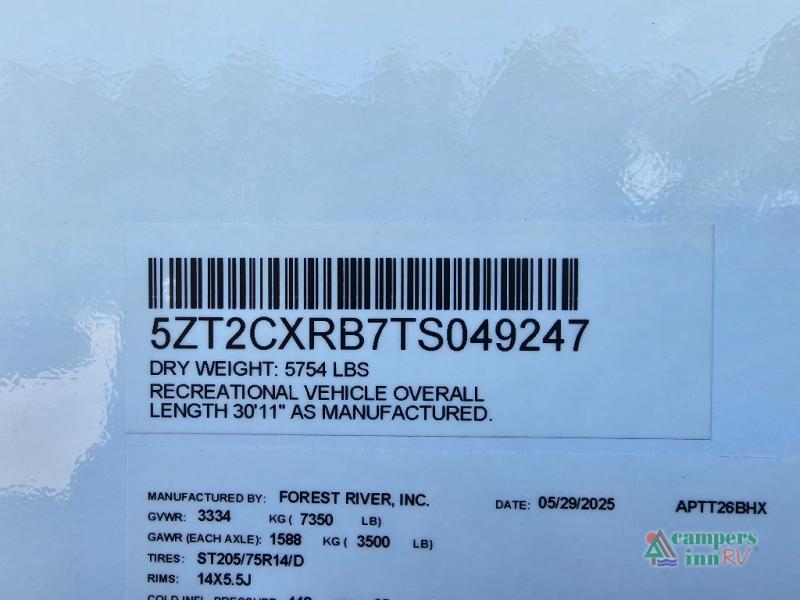 5ZT2CXRB7TS049247
DRY WEIGHT: 5754 LBS
RECREATIONAL VEHICLE OVERALL
LENGTH 30'11" AS MANUFACTURED.
MANUFACTURED BY: FOREST RIVER, INC. DATE: 05/29/2025 APTT26BHX
GVWR: 3334 KG ( 7350 LB)
GAWR (EACH AXLE): 1588 KG ( 3500 LB)
TIRES: ST205/75R14/D
RIMS: 14X5.5J
campers
inn RV